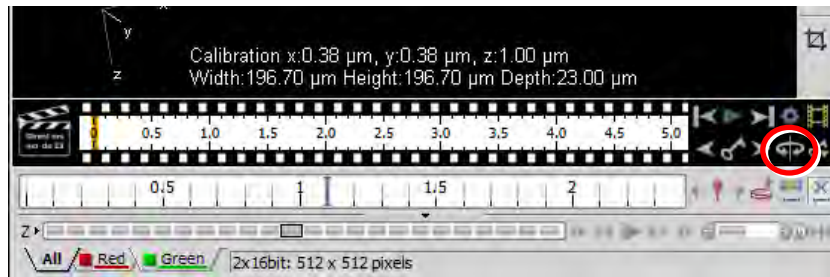 y
z
Calibration x:0.38 µm, y:0.38 µm, z:1.00 µm
Width:196.70 µm Height:196.70 µm Depth:23.00 µm
0 0.5 1.0 1.5 2.0 2.5 3.0 3.5 4.0 4.5 5.0
0.5 1 1.5 2
Z
All Red Green 2x16bit: 512 x 512 pixels